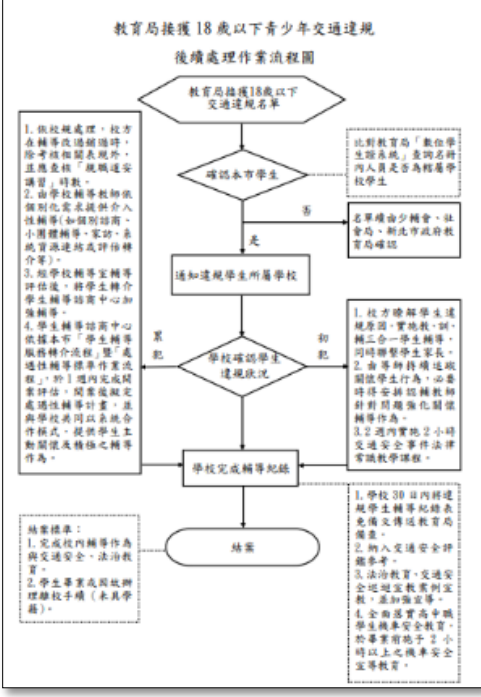 教育局接獲 18 歲以下青少年交通違規
後續處理作業流程圖
教育局接獲18歲以下
交通違規名單
確認本市學生
比對教育局「數位學
生證系統」查詢名冊
內人員是否為轄屬學
校學生
否
名單續由少輔會、社
會局、新北市政府教
育局確認
是
通知違規學生所屬學校
累
犯
學校確認學生
違規狀況
初
犯
1. 依校規處理,校方
在輔導改過銷過時,
除考核相關表現外,
且應查核「規職道安
講習」時數。
2. 由學校輔導教師依
個別化需求提供介入
性輔導(如個別諮商、
小團體輔導、家訪、系
統資源連結或評估轉
介等)。
3. 經學校輔導室輔導
評估後,將學生轉介
學生輔導諮商中心加
強輔導。
4. 學生輔導諮商中心
依據本市「學生輔導
服務轉介流程」暨「處
遇性輔導標準作業流
程」,於 1 週內完成開
案評估,開案後擬定
處遇性輔導計畫,並
與學校共同以系統合
作模式,提供學生主
動關懷及積極之輔導
作為。
1. 校方瞭解學生違
規原因,實施教、訓、
輔三合一學生輔導,
同時聯繫學生家長。
2. 由導師持續追蹤
關懷學生行為,必要
時得安排認輔教師
針對問題強化關懷
輔導作為。
3. 2 週內實施 2 小時
交通安全事件法律
常識教學課程。
學校完成輔導紀錄
結案
結案標準:
1. 完成校內輔導作為
與交通安全、法治教
育。
2. 學生畢業或因故辦
理離校手續(未具學
籍)。
1. 學校 30 日內將違
規學生輔導紀錄表
免備文傳送教育局
備查。
2. 納入交通安全評
鑑參考。
3. 法治教育、交通安
全巡迴宣教案例宣
教,並加強宣導。
4. 全面落實高中職
學生機車安全教育,
於畢業前施予 2 小
時以上之機車安全
宣導教育。